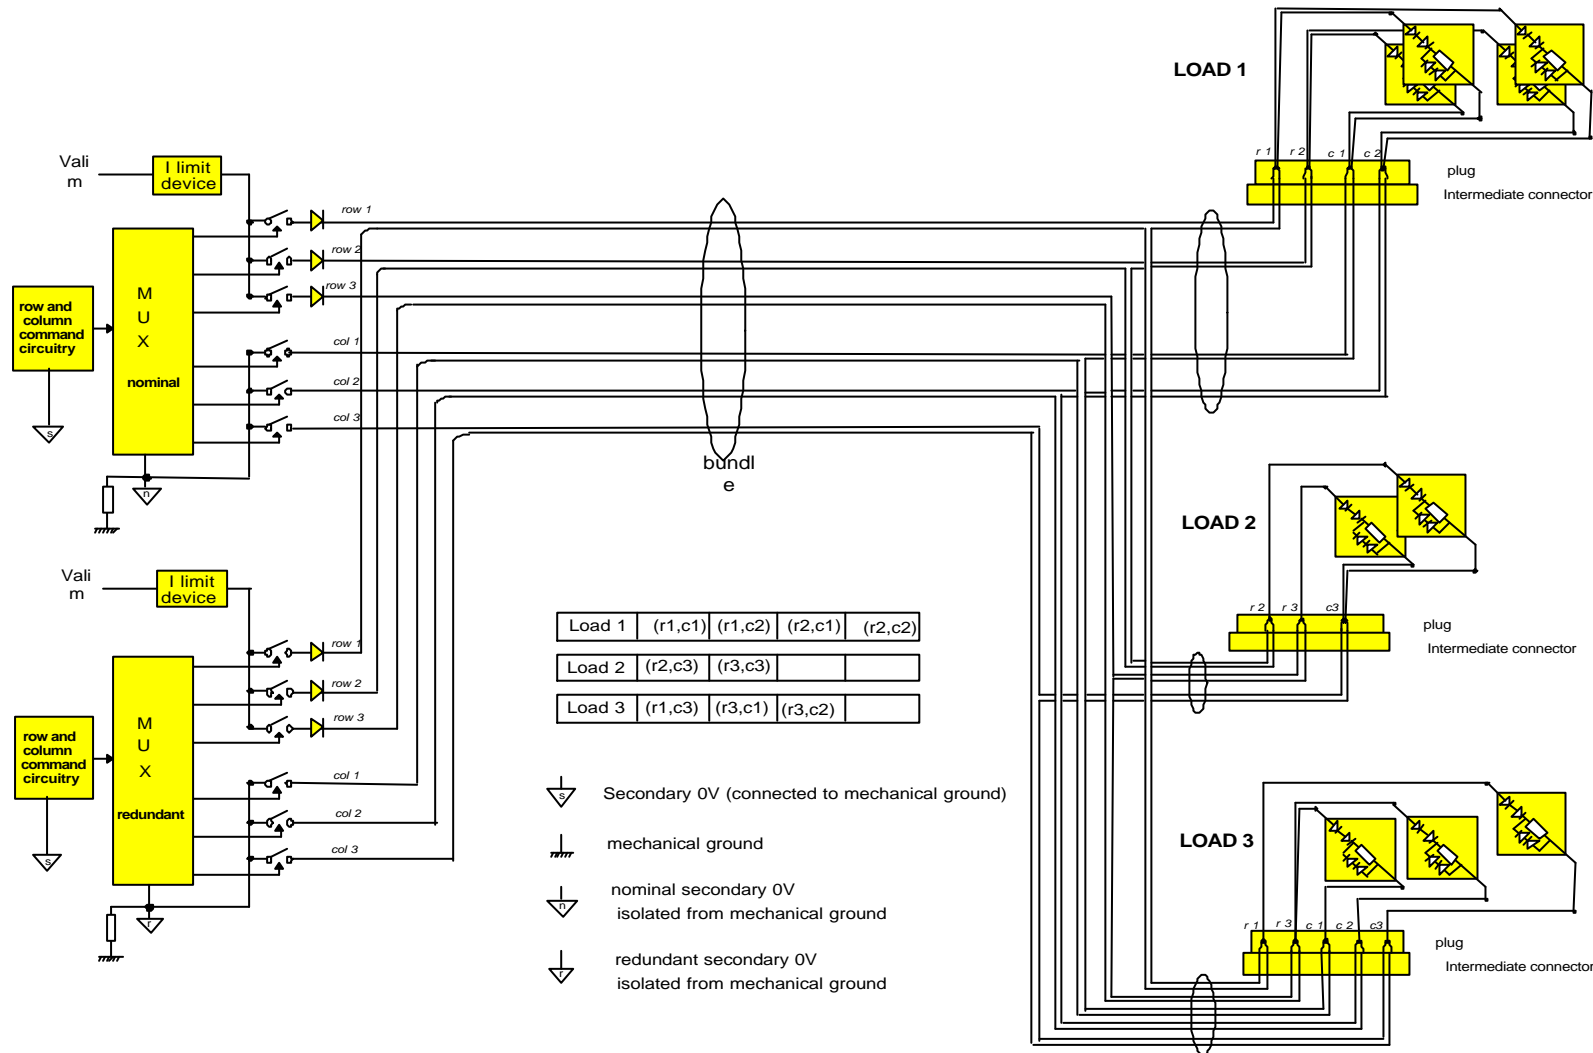 LOAD 1
r 1 r 2 c 1 c 2
plug
Intermediate connector
Vali
m
I limit
device
row 1
row 2
row 3
M
U
X
nominal
row and
column
command
circuitry
col 1
col 2
col 3
s
n
bundl
e
LOAD 2
r 2 r 3 c3
plug
Intermediate connector
Vali
m
I limit
device
row 1
row 2
row 3
M
U
X
redundant
row and
column
command
circuitry
col 1
col 2
col 3
s
r
Load 1 (r1,c1) (r1,c2) (r2,c1) (r2,c2)
Load 2 (r2,c3) (r3,c3)
Load 3 (r1,c3) (r3,c1) (r3,c2)
s Secondary 0V (connected to mechanical ground)
mechanical ground
nominal secondary 0V
n isolated from mechanical ground
redundant secondary 0V
r isolated from mechanical ground
LOAD 3
r 1 r 3 c 1 c 2 c3
plug
Intermediate connector